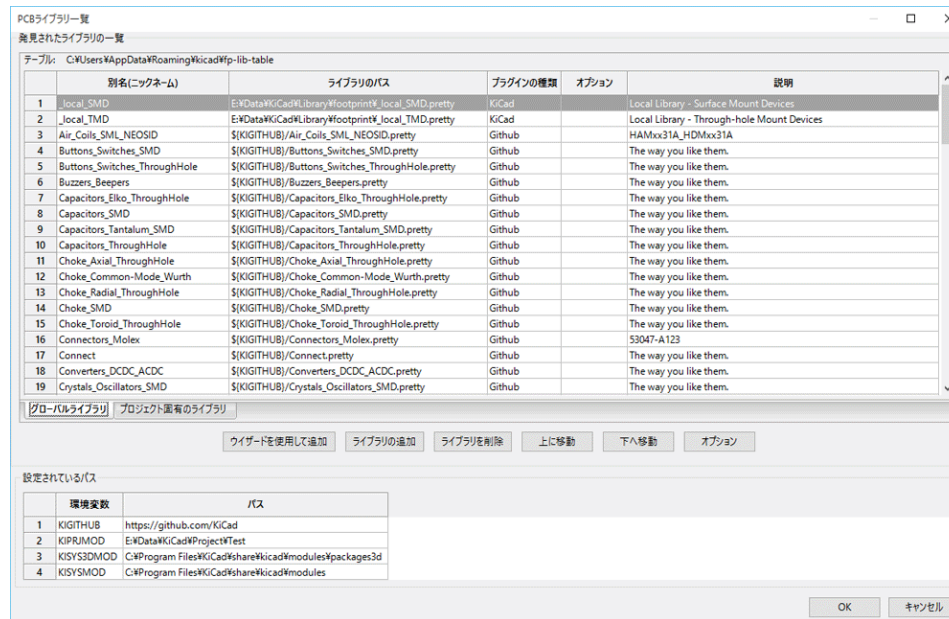 PCBライブラリ一覧
発見されたライブラリの一覧
テーブル: C:¥Users¥AppData¥Roaming¥kicad¥fp-lib-table
別名(ニックネーム) ライブラリのパス プラグインの種類 オプション 説明
1 _local_SMD E:¥Data¥KiCad¥Library¥footprint¥_local_SMD.pretty KiCad Local Library - Surface Mount Devices
2 _local_TMD E:¥Data¥KiCad¥Library¥footprint¥_local_TMD.pretty KiCad Local Library - Through-hole Mount Devices
3 Air_Coils_SML_NEOSID ${KIGITHUB}/Air_Coils_SML_NEOSID.pretty Github HAMxx31A_HDMxx31A
4 Buttons_Switches_SMD ${KIGITHUB}/Buttons_Switches_SMD.pretty Github The way you like them.
5 Buttons_Switches_ThroughHole ${KIGITHUB}/Buttons_Switches_ThroughHole.pretty Github The way you like them.
6 Buzzers_Beepers ${KIGITHUB}/Buzzers_Beepers.pretty Github The way you like them.
7 Capacitors_Elko_ThroughHole ${KIGITHUB}/Capacitors_Elko_ThroughHole.pretty Github The way you like them.
8 Capacitors_SMD ${KIGITHUB}/Capacitors_SMD.pretty Github The way you like them.
9 Capacitors_Tantalum_SMD ${KIGITHUB}/Capacitors_Tantalum_SMD.pretty Github The way you like them.
10 Capacitors_ThroughHole ${KIGITHUB}/Capacitors_ThroughHole.pretty Github The way you like them.
11 Choke_Axial_ThroughHole ${KIGITHUB}/Choke_Axial_ThroughHole.pretty Github The way you like them.
12 Choke_Common-Mode_Wurth ${KIGITHUB}/Choke_Common-Mode_Wurth.pretty Github The way you like them.
13 Choke_Radial_ThroughHole ${KIGITHUB}/Choke_Radial_ThroughHole.pretty Github The way you like them.
14 Choke_SMD ${KIGITHUB}/Choke_SMD.pretty Github The way you like them.
15 Choke_Toroid_ThroughHole ${KIGITHUB}/Choke_Toroid_ThroughHole.pretty Github The way you like them.
16 Connectors_Molex ${KIGITHUB}/Connectors_Molex.pretty Github 53047-A123
17 Connect ${KIGITHUB}/Connect.pretty Github The way you like them.
18 Converters_DCDC_ACDC ${KIGITHUB}/Converters_DCDC_ACDC.pretty Github The way you like them.
19 Crystals_Oscillators_SMD ${KIGITHUB}/Crystals_Oscillators_SMD.pretty Github The way you like them.
グローバルライブラリ プロジェクト固有のライブラリ
ウイザードを使用して追加 ライブラリの追加 ライブラリを削除 上に移動 下へ移動 オプション
設定されているパス
環境変数 パス
1 KIGITHUB https://github.com/KiCad
2 KIPRJMOD E:¥Data¥KiCad¥Project¥Test
3 KISYS3DMOD C:¥Program Files¥KiCad¥share¥kicad¥modules¥packages3d
4 KISYSMOD C:¥Program Files¥KiCad¥share¥kicad¥modules
OK キャンセル